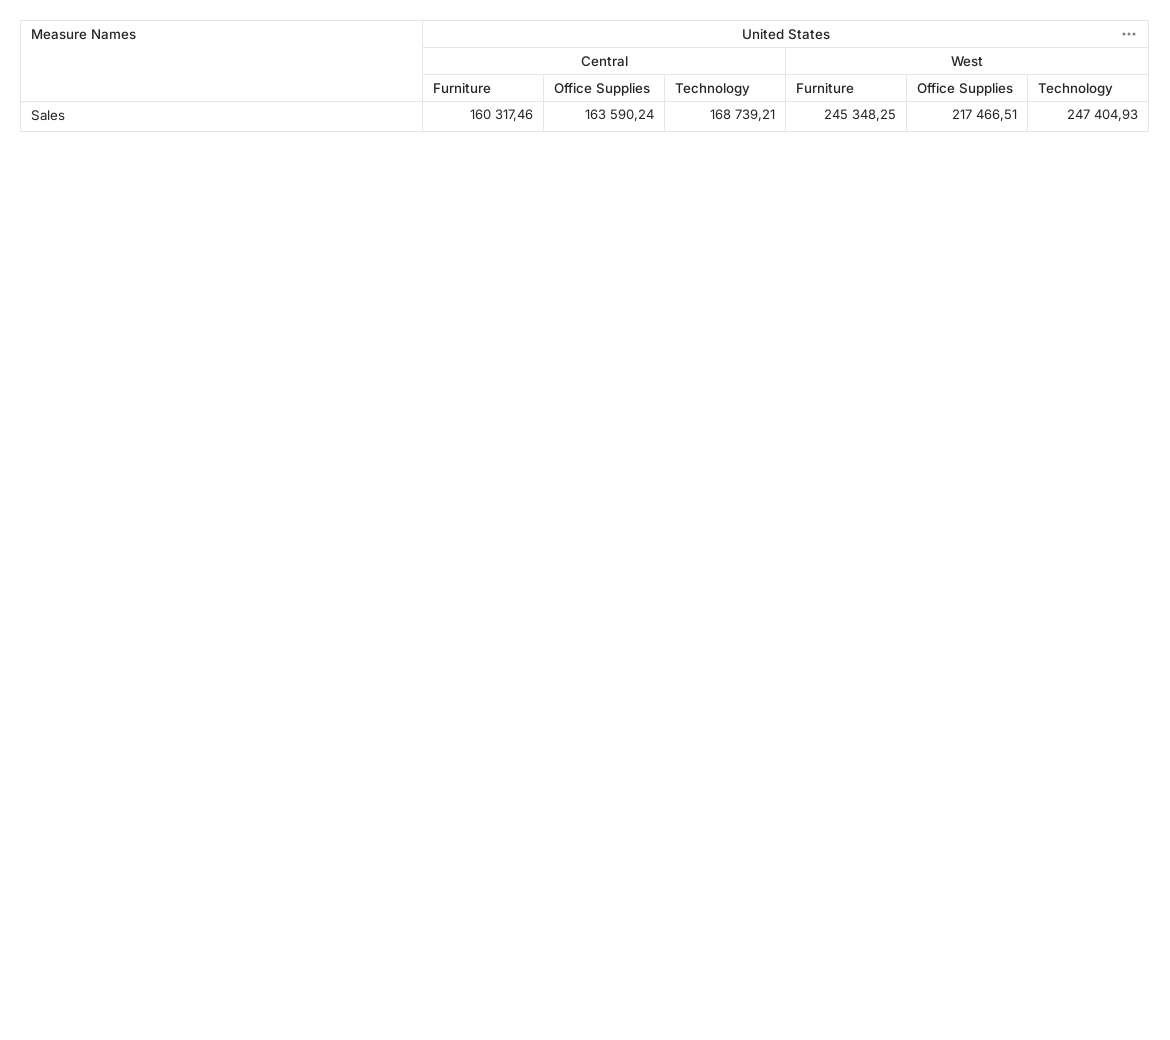 Measure Names United States
Central West
Furniture Office Supplies Technology Furniture Office Supplies Technology
Sales 160 317,46 163 590,24 168 739,21 245 348,25 217 466,51 247 404,93